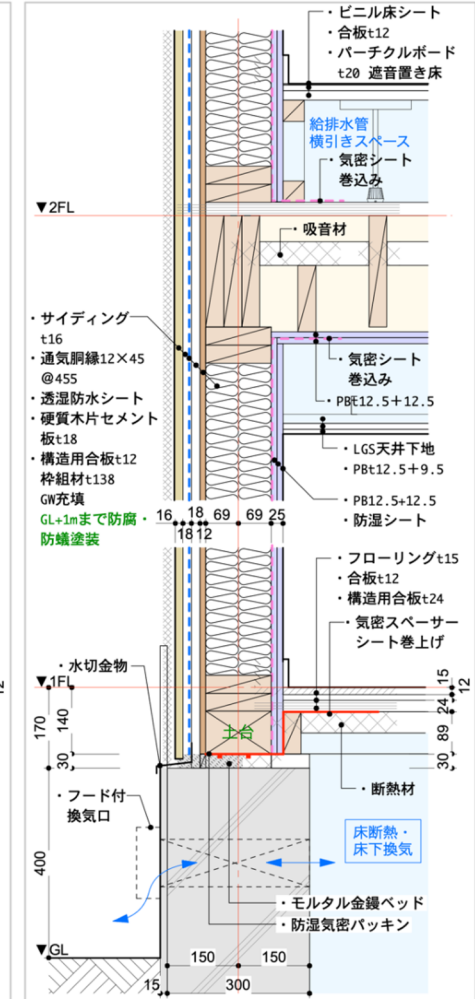 ・ビニル床シート
・合板t12
・パーチクルボード
t20 遮音置き床
給排水管
横引きスペース
・気密シート
巻込み
▼2FL
・吸音材
・サイディング
t16
・通気胴縁12×45
@455
・透湿防水シート
・硬質木片セメント
板t18
・構造用合板t12
枠組材t138
GW充填
GL+1mまで防腐・
防蟻塗装
・気密シート
巻込み
・PBt12.5+12.5
・LGS天井下地
・PBt12.5+9.5
・PB12.5+12.5
・防湿シート
16 18 69 69 25
18 12
・フローリングt15
・合板t12
・構造用合板t24
・気密スペーサー
シート巻上げ
・水切金物
▼1FL
15
12
24
89
30
170
140
30
土台
・断熱材
・フード付
換気口
床断熱・
床下換気
400
・モルタル金鏝ベッド
・防湿気密パッキン
▼GL
150 150
15 300
12